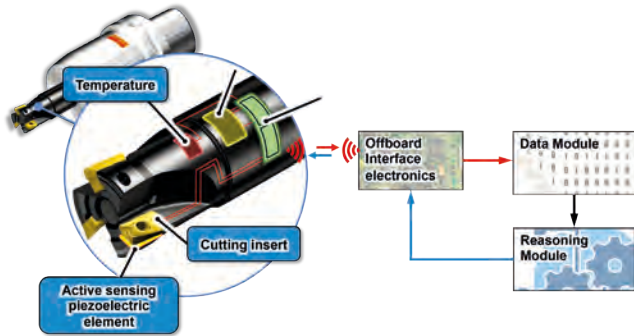 Temperature
Offboard
Interface
electronics
Data Module
Cutting insert
Reasoning
Module
Active sensing
piezoelectric
element